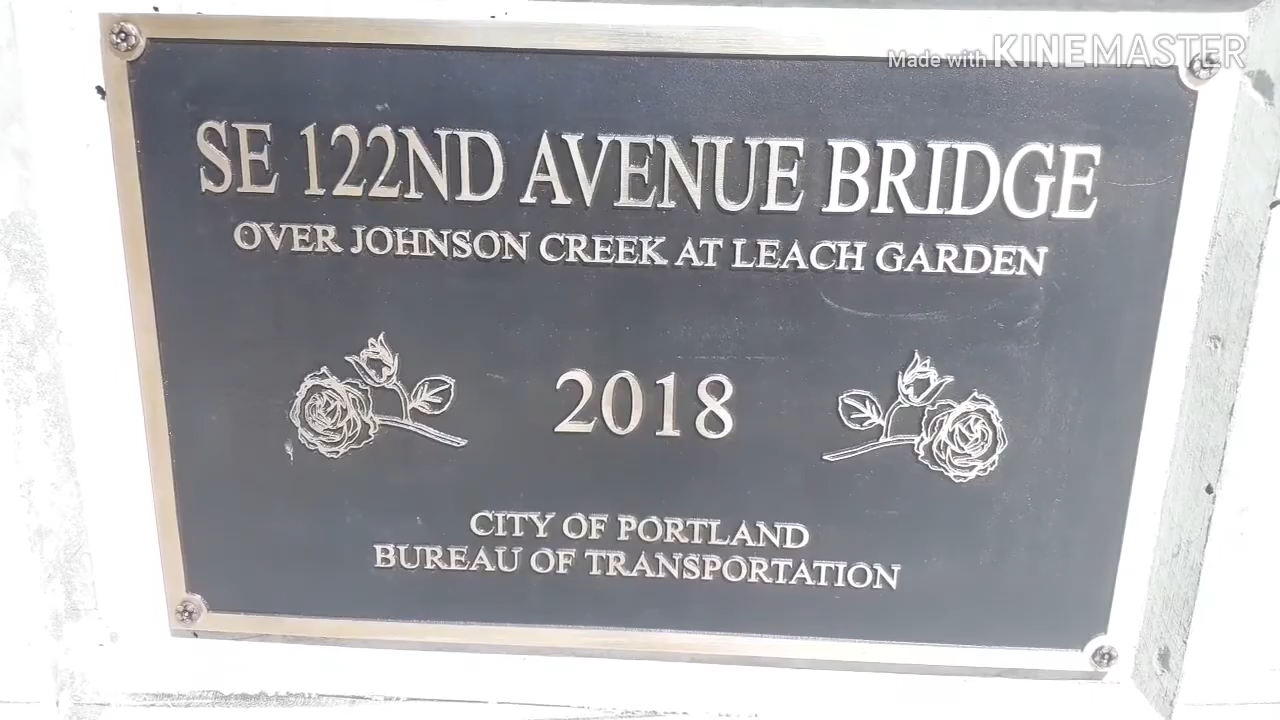 Made with KINEMASTER
SE 122ND AVENUE BRIDGE
OVER JOHNSON CREEK AT LEACH GARDEN
2018
CITY OF PORTLAND
BUREAU OF TRANSPORTATION